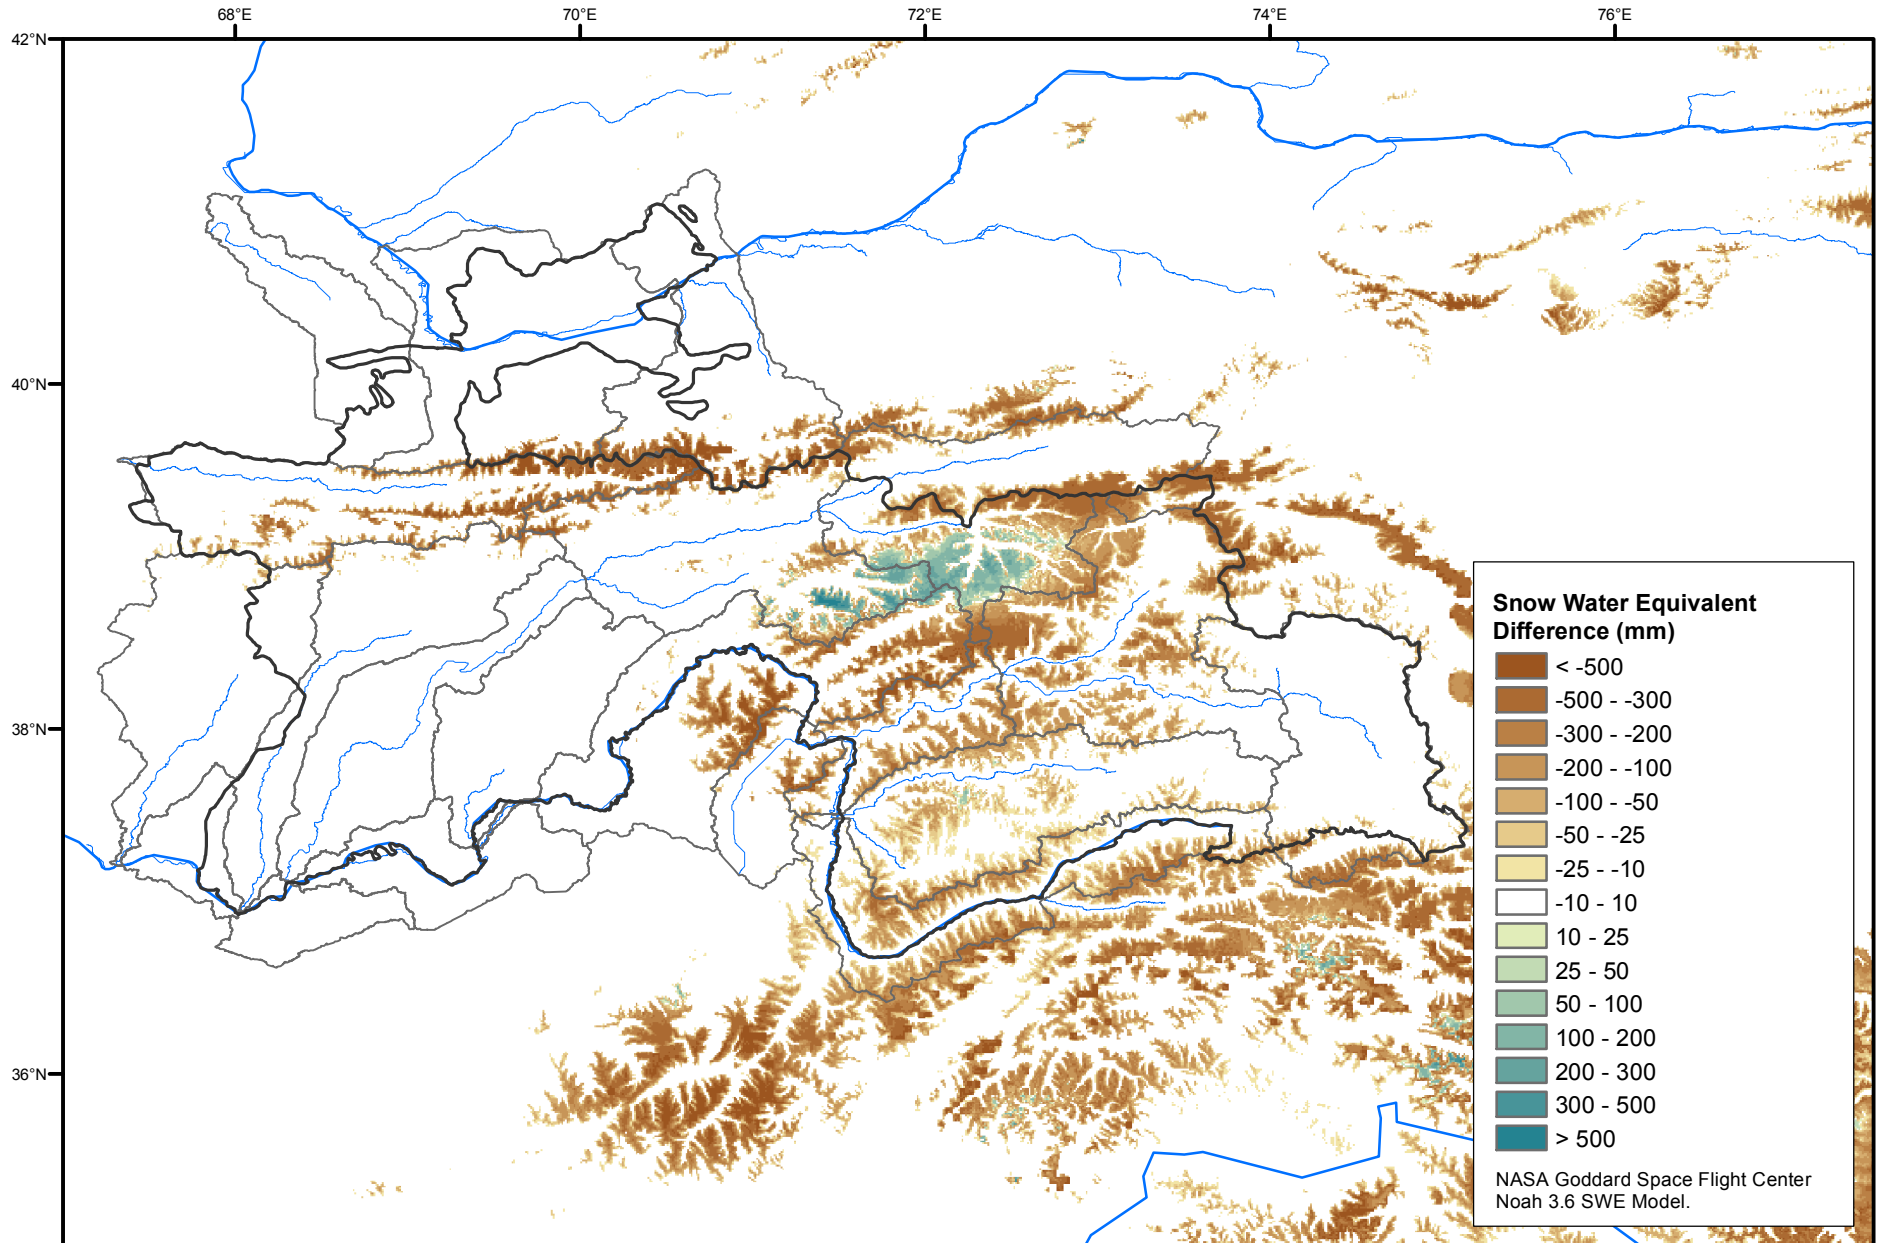 68°E
70°E
72°E
74°E
76°E
42°N
40°N
38°N
36°N
Snow Water Equivalent
Difference (mm)
< -500
-500 - -300
-300 - -200
-200 - -100
-100 - -50
-50 - -25
-25 - -10
-10 - 10
10 - 25
25 - 50
50 - 100
100 - 200
200 - 300
300 - 500
> 500
NASA Goddard Space Flight Center
Noah 3.6 SWE Model.